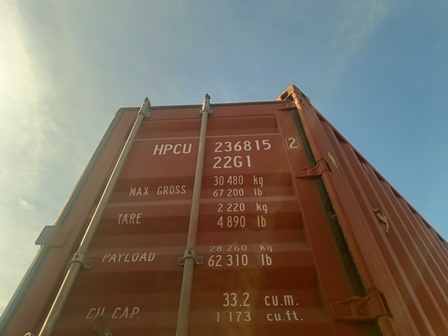 HPCU 236815 2
22G1
30 480 kg
MAX GROSS 67 200 lb
2 220 kg
TARE 4 890 lb
28 260 kg
PAYLOAD 62 310 lb
33.2 cu.m.
CU.CAP. 1 173 cu.ft.